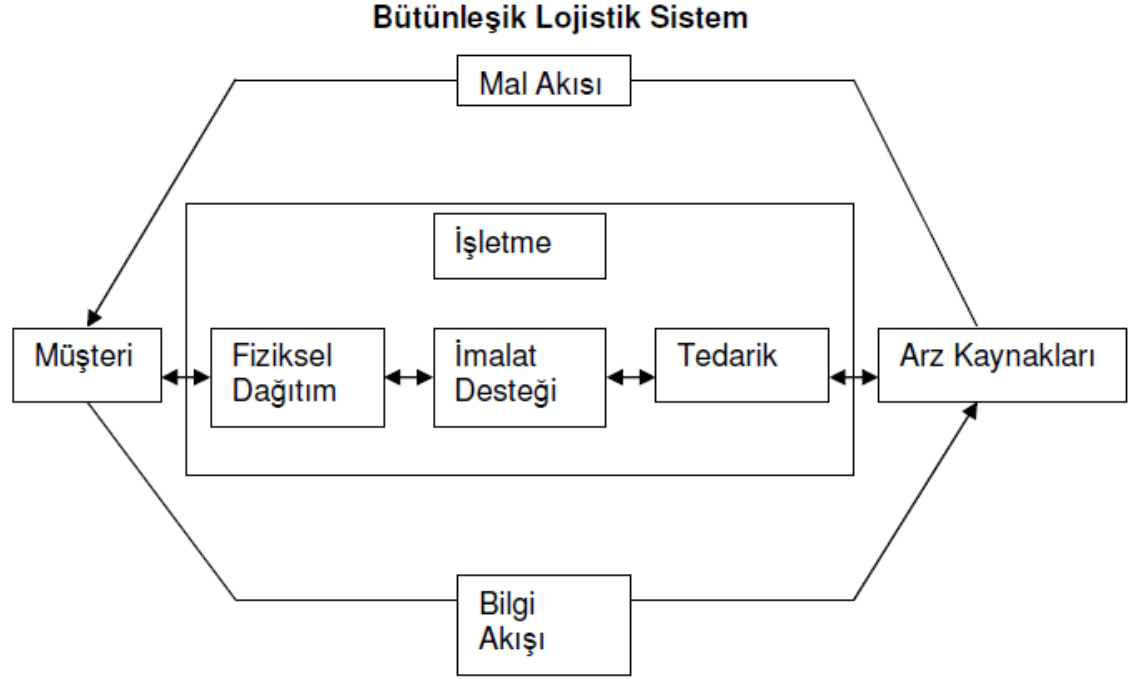 Bütünleşik Lojistik Sistem
Mal Akısı
İşletme
Müşteri
Fiziksel
Dağıtım
İmalat
Desteği
Tedarik
Arz Kaynakları
Bilgi
Akışı